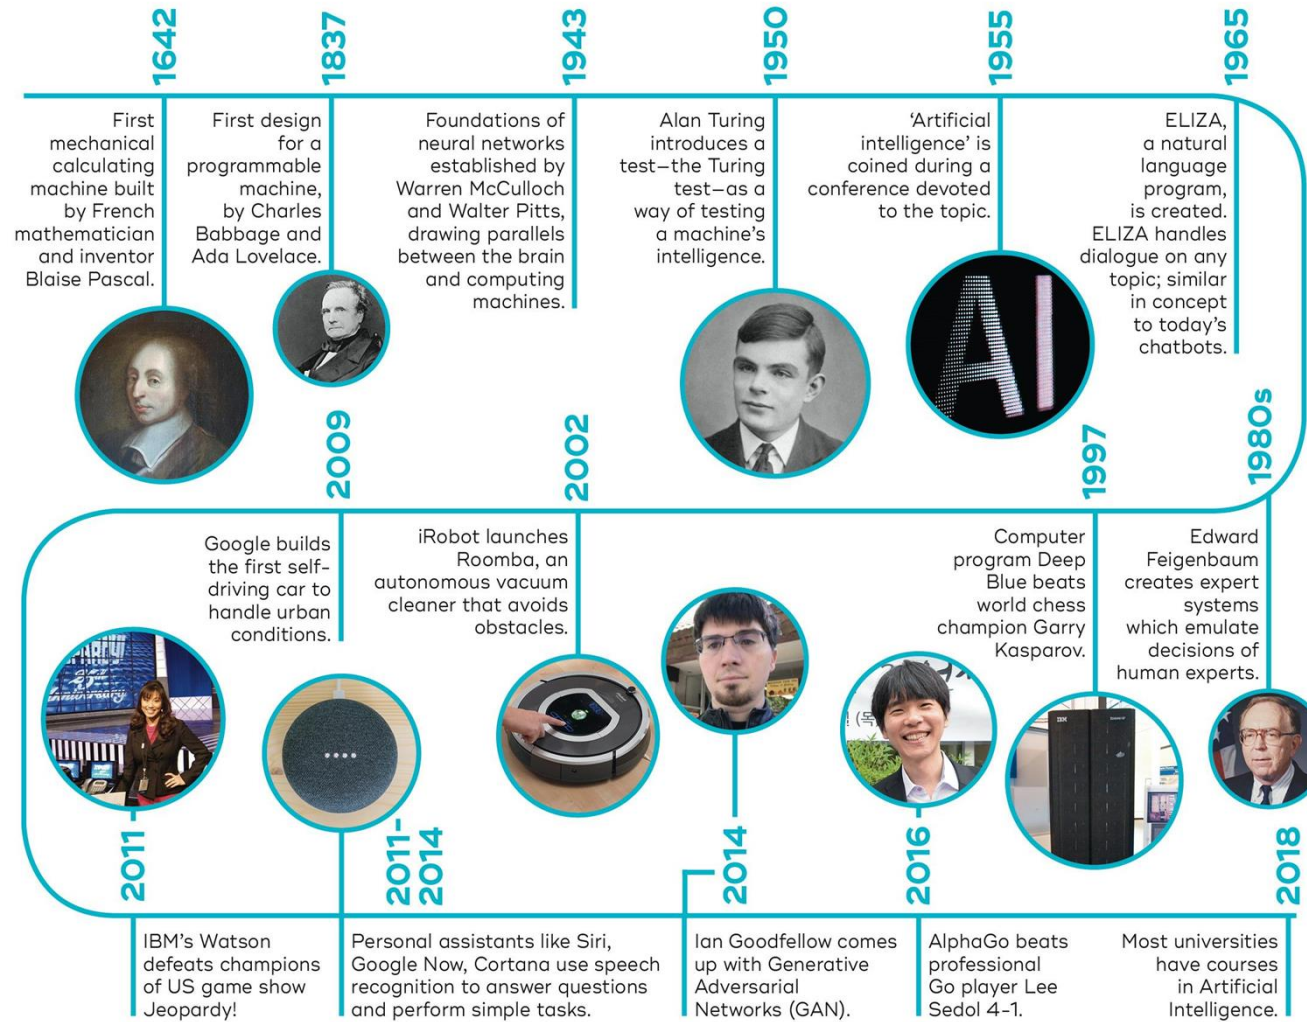 1642
First
mechanical
calculating
machine built
by French
mathematician
and inventor
Blaise Pascal.
1837
First design
for a
programmable
machine,
by Charles
Babbage and
Ada Lovelace.
1943
Foundations of
neural networks
established by
Warren McCulloch
and Walter Pitts,
drawing parallels
between the brain
and computing
machines.
1950
Alan Turing
introduces a
test—the Turing
test—as a
way of testing
a machine's
intelligence.
1955
‘Artificial
intelligence’ is
coined during a
conference devoted
to the topic.
AI
1965
ELIZA,
a natural
language
program,
is created.
ELIZA handles
dialogue on any
topic; similar
in concept
to today's
chatbots.
1980s
Edward
Feigenbaum
creates expert
systems
which emulate
decisions of
human experts.
1997
Computer
program Deep
Blue beats
world chess
champion Garry
Kasparov.
IBM
2002
iRobot launches
Roomba, an
autonomous vacuum
cleaner that avoids
obstacles.
2009
Google builds
the first self-
driving car to
handle urban
conditions.
2011
IBM's Watson
defeats champions
of US game show
Jeopardy!
2011-
2014
Personal assistants like Siri,
Google Now, Cortana use speech
recognition to answer questions
and perform simple tasks.
2014
Ian Goodfellow comes
up with Generative
Adversarial
Networks (GAN).
2016
AlphaGo beats
professional
Go player Lee
Sedol 4-1.
2018
Most universities
have courses
in Artificial
Intelligence.